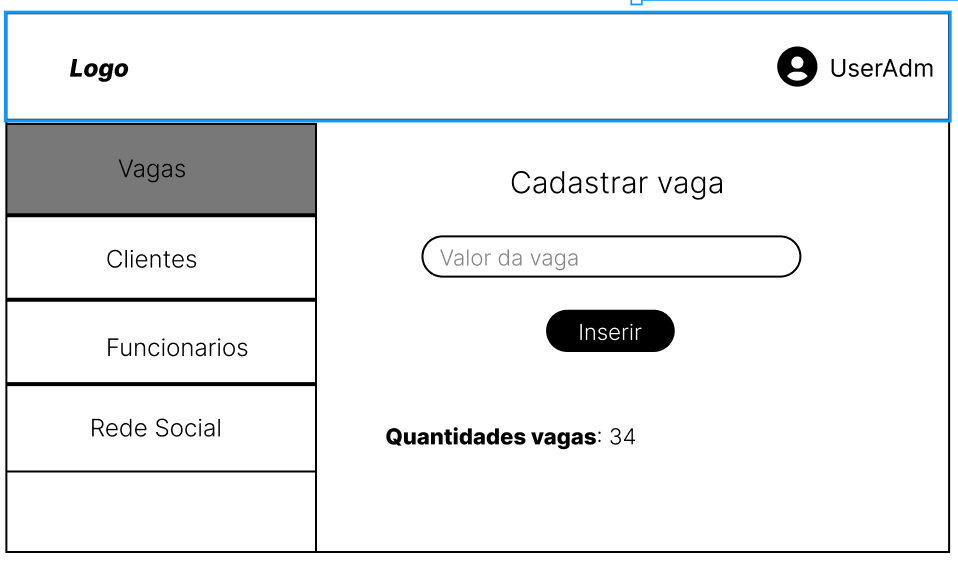 Logo
UserAdm
Vagas
Clientes
Funcionarios
Rede Social
Cadastrar vaga
Valor da vaga
Inserir
Quantidades vagas: 34